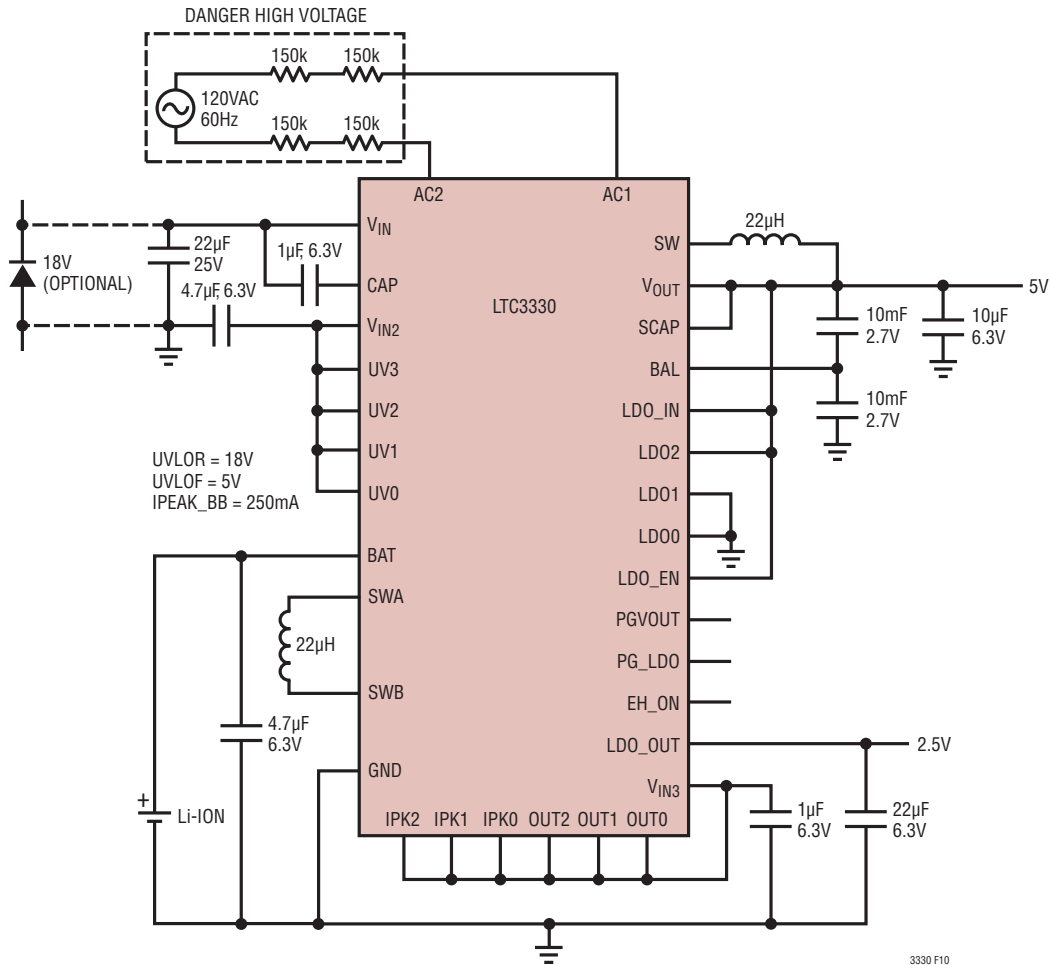 DANGER HIGH VOLTAGE
150k
150k
120VAC
60Hz
150k
150k
AC2
AC1
VIN
22µF
25V
1µF, 6.3V
18V
(OPTIONAL)
CAP
4.7µF, 6.3V
VIN2
UV3
UV2
UV1
UV0
UVLOR = 18V
UVLOF = 5V
IPEAK_BB = 250mA
BAT
SWA
22µH
SWB
4.7µF
6.3V
GND
+
Li-ION
LTC3330
22µH
SW
VOUT
5V
SCAP
10mF
2.7V
10µF
6.3V
BAL
10mF
2.7V
LDO_IN
LDO2
LDO1
LDO0
LDO_EN
PGVOUT
PG_LDO
EH_ON
LDO_OUT
2.5V
VIN3
1µF
6.3V
22µF
6.3V
IPK2 IPK1 IPK0 OUT2 OUT1 OUT0
3330 F10